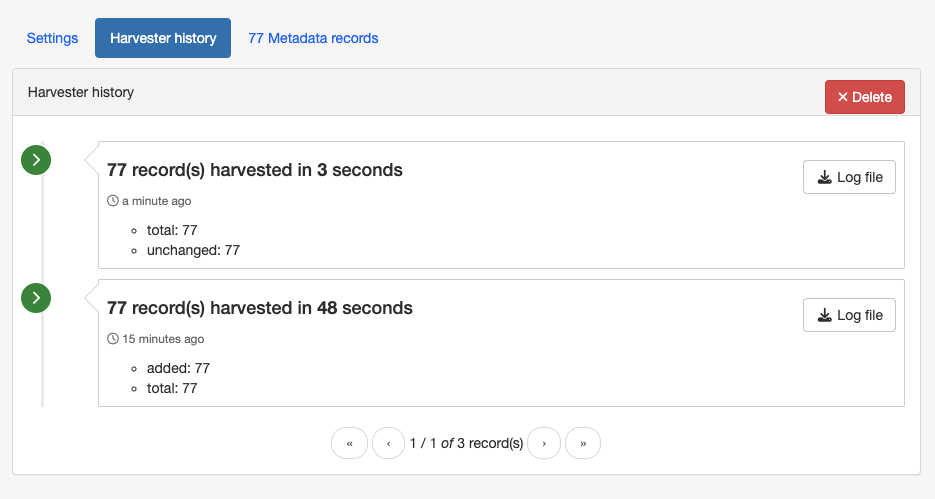 Settings Harvester history 77 Metadata records
Harvester history
Delete
77 record(s) harvested in 3 seconds
Log file
a minute ago
total: 77
unchanged: 77
77 record(s) harvested in 48 seconds
Log file
15 minutes ago
added: 77
total: 77
« ‹ 1 / 1 of 3 record(s) › »